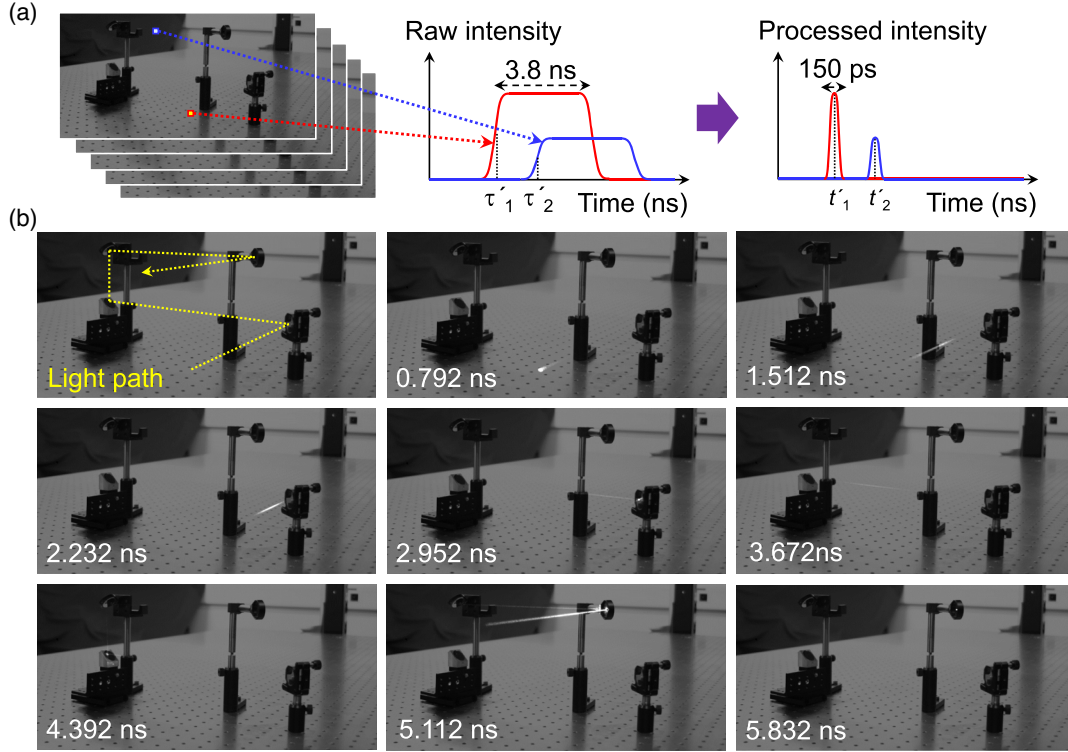 (a)
Raw intensity
3.8 ns
τ´1 τ´2 Time (ns)
Processed intensity
150 ps
t´1 t´2 Time (ns)
(b)
Light path
0.792 ns
1.512 ns
2.232 ns
2.952 ns
3.672ns
4.392 ns
5.112 ns
5.832 ns